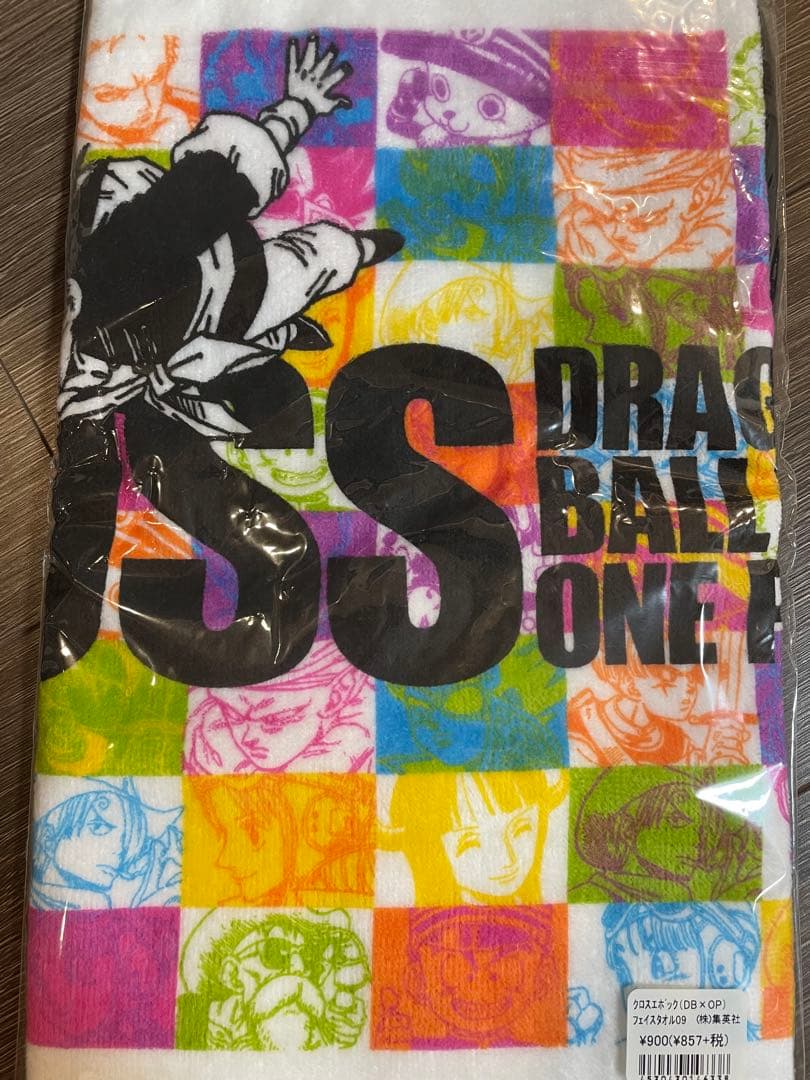 OSS
DRAG
BALL
ONE P
クロスエポック(DB×OP)
フェイスタオル09 (株)集英社
¥900(¥857+税)